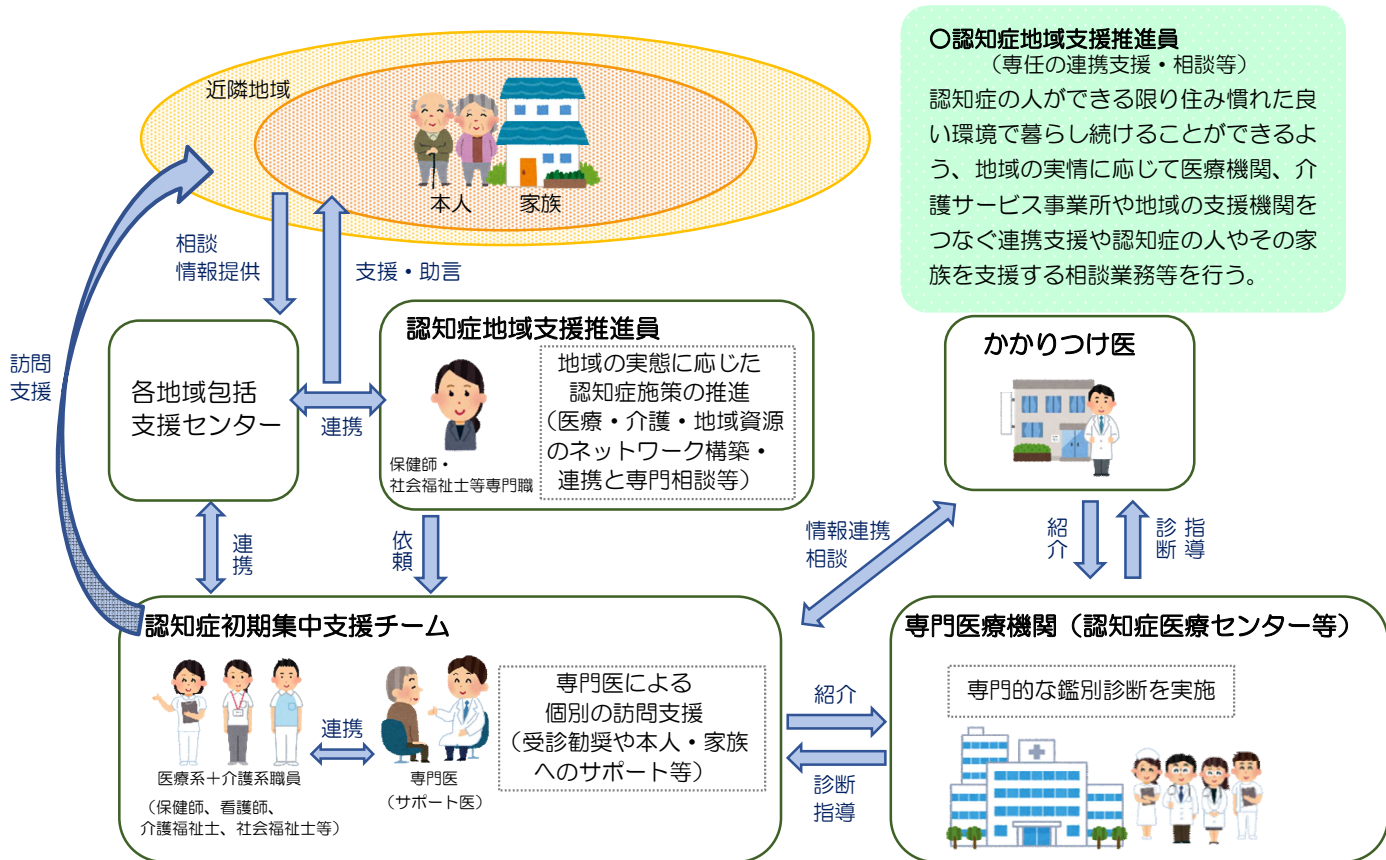 近隣地域
本人
家族
〇認知症地域支援推進員
(専任の連携支援・相談等)
認知症の人ができる限り住み慣れた良
い環境で暮らし続けることができるよ
う、地域の実情に応じて医療機関、介
護サービス事業所や地域の支援機関を
つなぐ連携支援や認知症の人やその家
族を支援する相談業務等を行う。
相談
情報提供
支援・助言
訪問
支援
各地域包括
支援センター
連携
認知症地域支援推進員
保健師・
社会福祉士等専門職
地域の実態に応じた
認知症施策の推進
(医療・介護・地域資源
のネットワーク構築・
連携と専門相談等)
かかりつけ医
連携
依頼
情報連携
相談
紹介
診断
指導
認知症初期集中支援チーム
医療系+介護系職員
(保健師、看護師、
介護福祉士、社会福祉士等)
連携
専門医
(サポート医)
専門医による
個別の訪問支援
(受診勧奨や本人・家族
へのサポート等)
紹介
診断
指導
専門医療機関(認知症医療センター等)
専門的な鑑別診断を実施